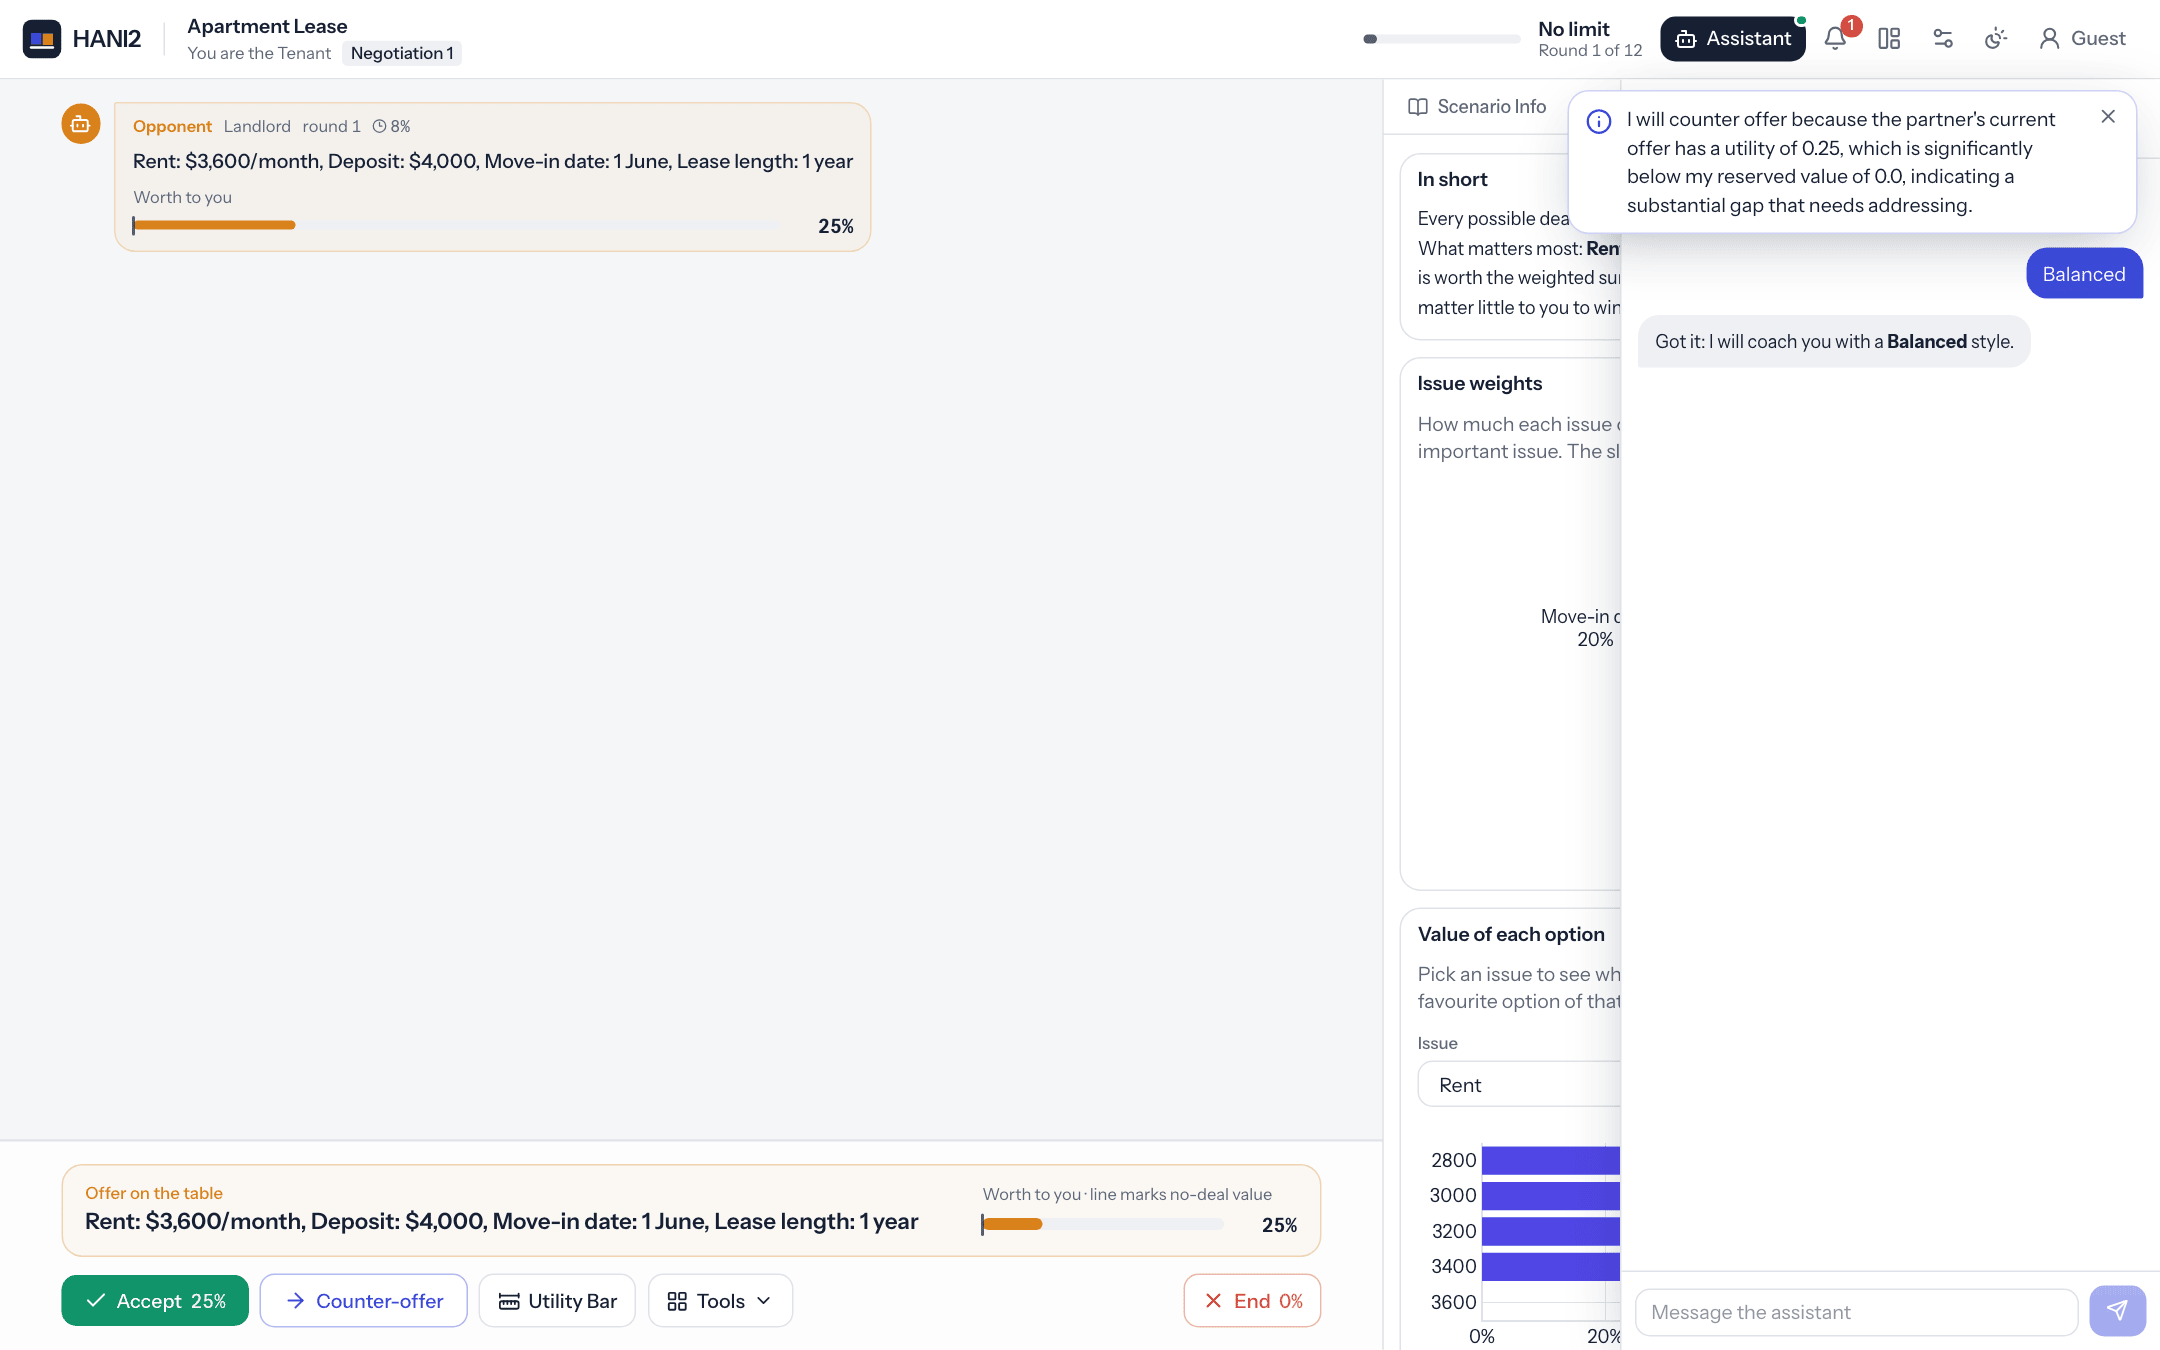 HANI2
Apartment Lease
You are the Tenant Negotiation 1
No limit
Round 1 of 12
Assistant
1
Guest
Opponent Landlord round 1 8%
Rent: $3,600/month, Deposit: $4,000, Move-in date: 1 June, Lease length: 1 year
Worth to you
25%
Scenario Info
In short
Every possible dea
What matters most: Ren
is worth the weighted su
matter little to you to win
Issue weights
How much each issue
important issue. The sl
Move-in d
20%
Value of each option
Pick an issue to see wh
favourite option of that
Issue
Rent
2800
3000
3200
3400
3600
0%
20%
I will counter offer because the partner's current
offer has a utility of 0.25, which is significantly
below my reserved value of 0.0, indicating a
substantial gap that needs addressing.
Balanced
Got it: I will coach you with a Balanced style.
Message the assistant
Offer on the table
Rent: $3,600/month, Deposit: $4,000, Move-in date: 1 June, Lease length: 1 year
Worth to you · line marks no-deal value
25%
Accept 25%
Counter-offer
Utility Bar
Tools
End 0%